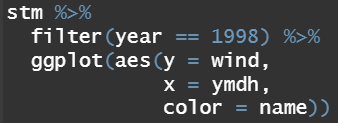 stm %>%
  filter(year == 1998) %>%
  ggplot(aes(y = wind,
             x = ymdh,
             color = name))